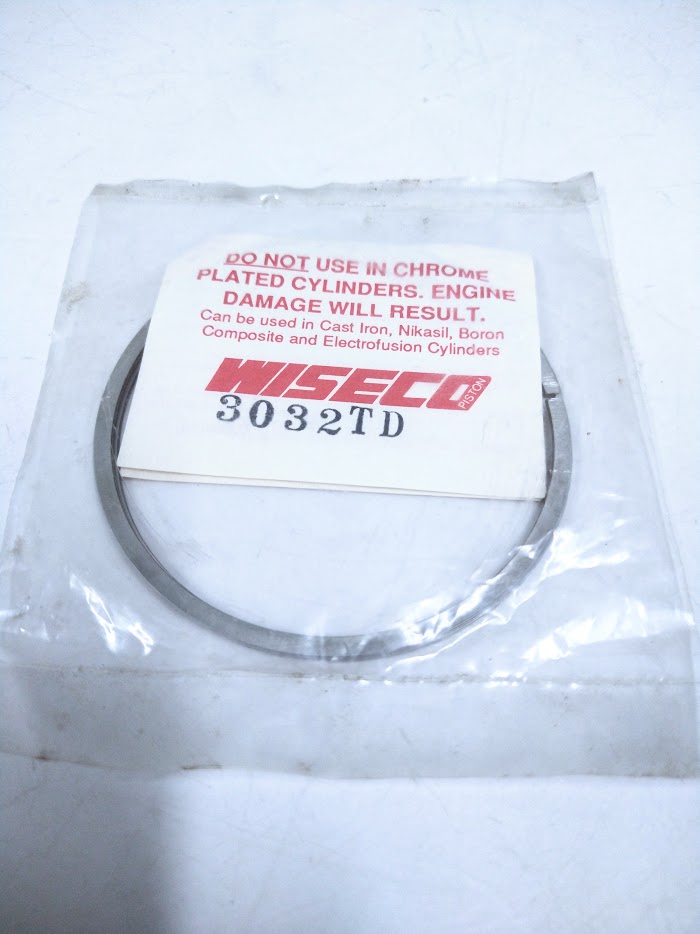 DO NOT USE IN CHROME
PLATED CYLINDERS. ENGINE
DAMAGE WILL RESULT.
Can be used in Cast Iron, Nikasil, Boron
Composite and Electrofusion Cylinders
WISECO PISTON
3032TD